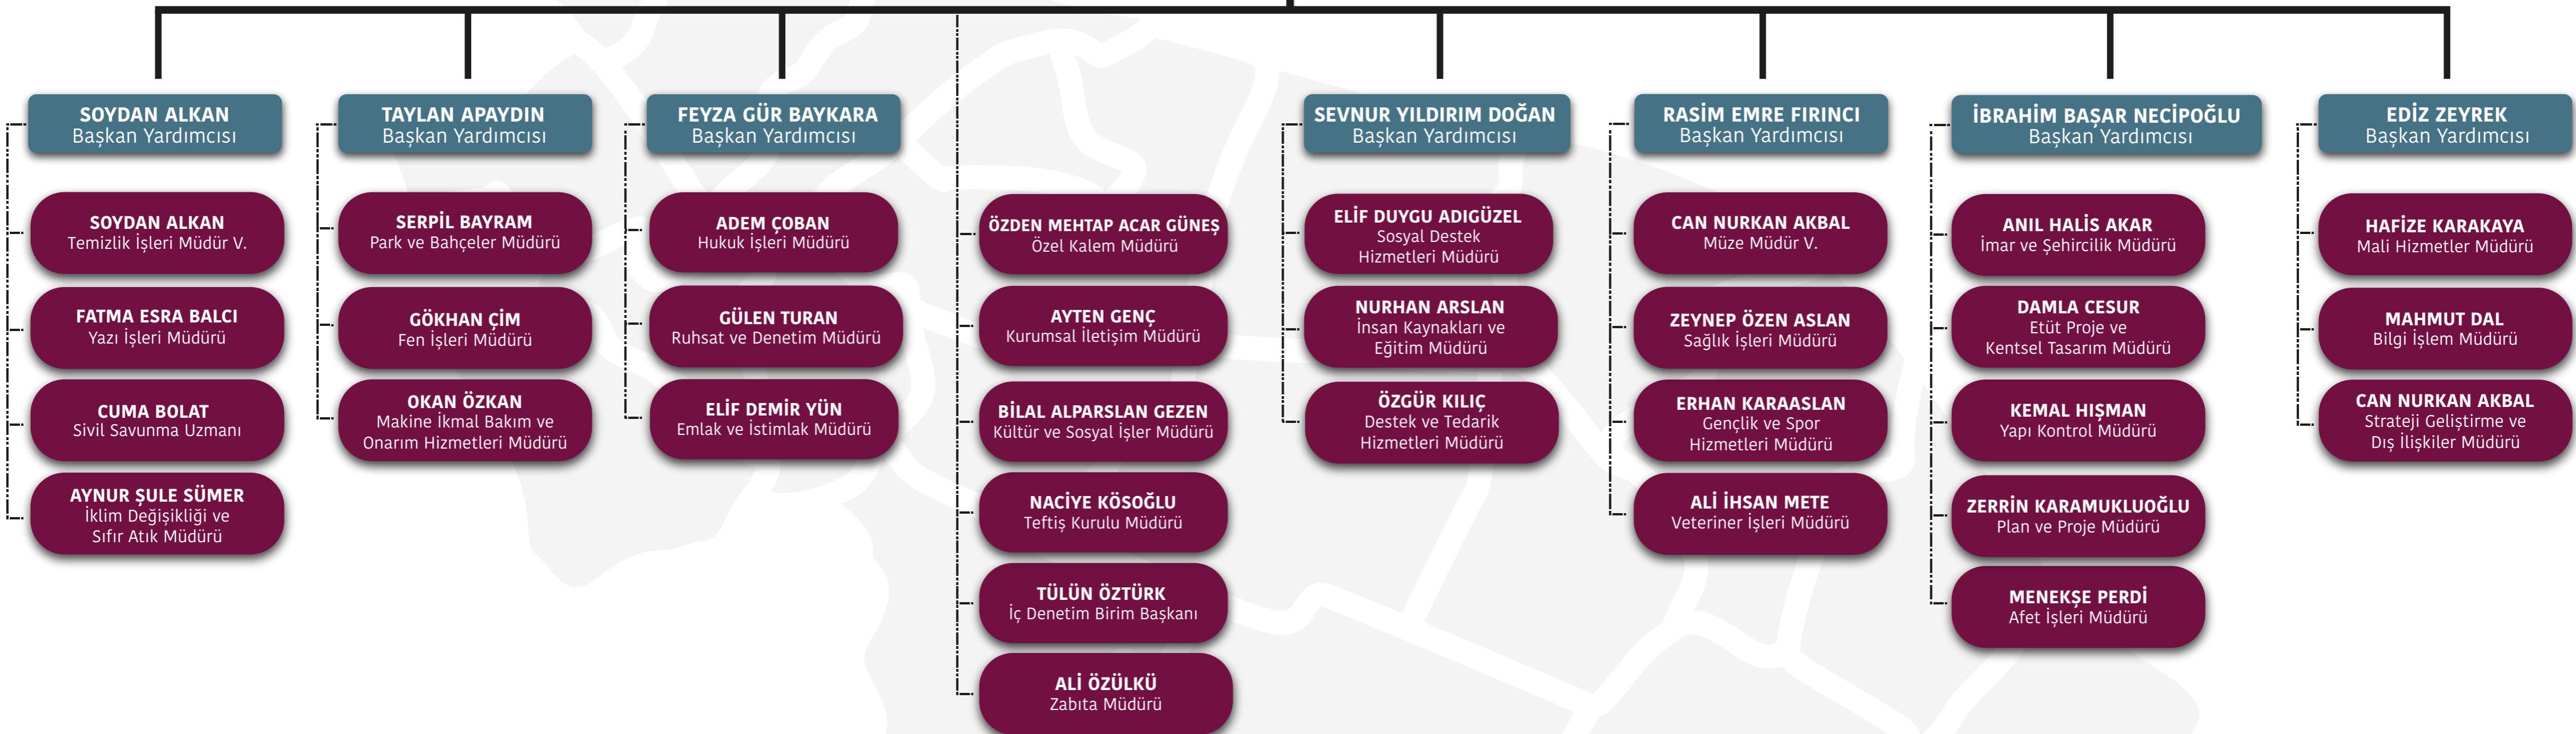 SOYDAN ALKAN
Başkan Yardımcısı
SOYDAN ALKAN
Temizlik İşleri Müdür V.
FATMA ESRA BALCI
Yazı İşleri Müdürü
CUMA BOLAT
Sivil Savunma Uzmanı
AYNUR ŞULE SÜMER
İklim Değişikliği ve
Sıfır Atık Müdürü
TAYLAN APAYDIN
Başkan Yardımcısı
SERPİL BAYRAM
Park ve Bahçeler Müdürü
GÖKHAN ÇİM
Fen İşleri Müdürü
OKAN ÖZKAN
Makine İkmal Bakım ve
Onarım Hizmetleri Müdürü
FEYZA GÜR BAYKARA
Başkan Yardımcısı
ADEM ÇOBAN
Hukuk İşleri Müdürü
GÜLEN TURAN
Ruhsat ve Denetim Müdürü
ELİF DEMİR YÜN
Emlak ve İstimlak Müdürü
ÖZDEN MEHTAP ACAR GÜNEŞ
Özel Kalem Müdürü
AYTEN GENÇ
Kurumsal İletişim Müdürü
BİLAL ALPARSLAN GEZEN
Kültür ve Sosyal İşler Müdürü
NACİYE KÖSOĞLU
Teftiş Kurulu Müdürü
TÜLÜN ÖZTÜRK
İç Denetim Birim Başkanı
ALİ ÖZÜLKÜ
Zabıta Müdürü
SEVNUR YILDIRIM DOĞAN
Başkan Yardımcısı
ELİF DUYGU ADIGÜZEL
Sosyal Destek
Hizmetleri Müdürü
NURHAN ARSLAN
İnsan Kaynakları ve
Eğitim Müdürü
ÖZGÜR KILIÇ
Destek ve Tedarik
Hizmetleri Müdürü
RASİM EMRE FIRINCI
Başkan Yardımcısı
CAN NURKAN AKBAL
Müze Müdür V.
ZEYNEP ÖZEN ASLAN
Sağlık İşleri Müdürü
ERHAN KARAASLAN
Gençlik ve Spor
Hizmetleri Müdürü
ALİ İHSAN METE
Veteriner İşleri Müdürü
İBRAHİM BAŞAR NECİPOĞLU
Başkan Yardımcısı
ANIL HALİS AKAR
İmar ve Şehircilik Müdürü
DAMLA CESUR
Etüt Proje ve
Kentsel Tasarım Müdürü
KEMAL HIŞMAN
Yapı Kontrol Müdürü
ZERRİN KARAMUKLUOĞLU
Plan ve Proje Müdürü
MENEKŞE PERDİ
Afet İşleri Müdürü
EDİZ ZEYREK
Başkan Yardımcısı
HAFİZE KARAKAYA
Mali Hizmetler Müdürü
MAHMUT DAL
Bilgi İşlem Müdürü
CAN NURKAN AKBAL
Strateji Geliştirme ve
Dış İlişkiler Müdürü